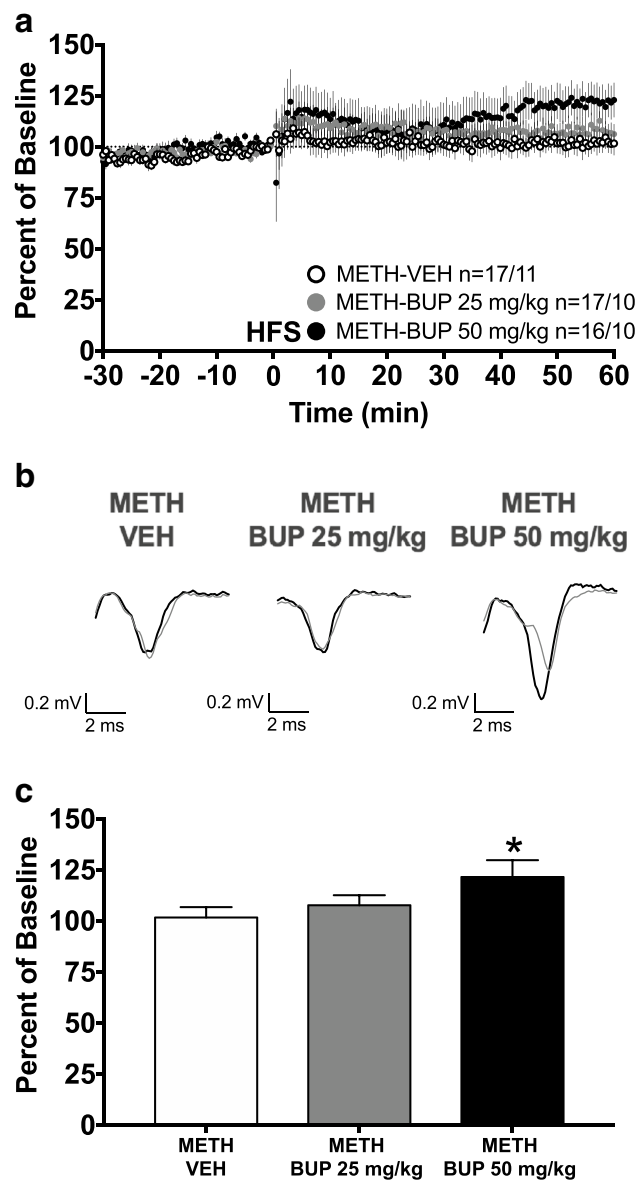 a
150
125
100
75
50
25
0
Percent of Baseline
METH-VEH n=17/11
METH-BUP 25 mg/kg n=17/10
HFS METH-BUP 50 mg/kg n=16/10
-30 -20 -10 0 10 20 30 40 50 60
Time (min)
b
METH METH METH
VEH BUP 25 mg/kg BUP 50 mg/kg
0.2 mV 0.2 mV 0.2 mV
2 ms 2 ms 2 ms
c
150
125
100
75
50
25
0
Percent of Baseline
*
METH METH METH
VEH BUP 25 mg/kg BUP 50 mg/kg